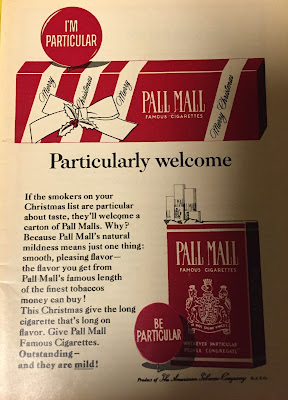 I'M
PARTICULAR
Merry
Christmas
Merry
PALL MALL
FAMOUS CIGARETTES
Merry Christmas
Particularly welcome
If the smokers on your
Christmas list are particular
about taste, they'll welcome a
carton of Pall Malls. Why?
Because Pall Mall's natural
mildness means just one thing:
smooth, pleasing flavor—
the flavor you get from
Pall Mall's famous length
of the finest tobaccos
money can buy!
This Christmas give the long
cigarette that's long on
flavor. Give Pall Mall
Famous Cigarettes.
Outstanding—
and they are mild!
PALL MALL
FAMOUS CIGARETTES
"WHEREVER PARTICULAR
PEOPLE CONGREGATE"
BE
PARTICULAR
Product of The American Tobacco Company